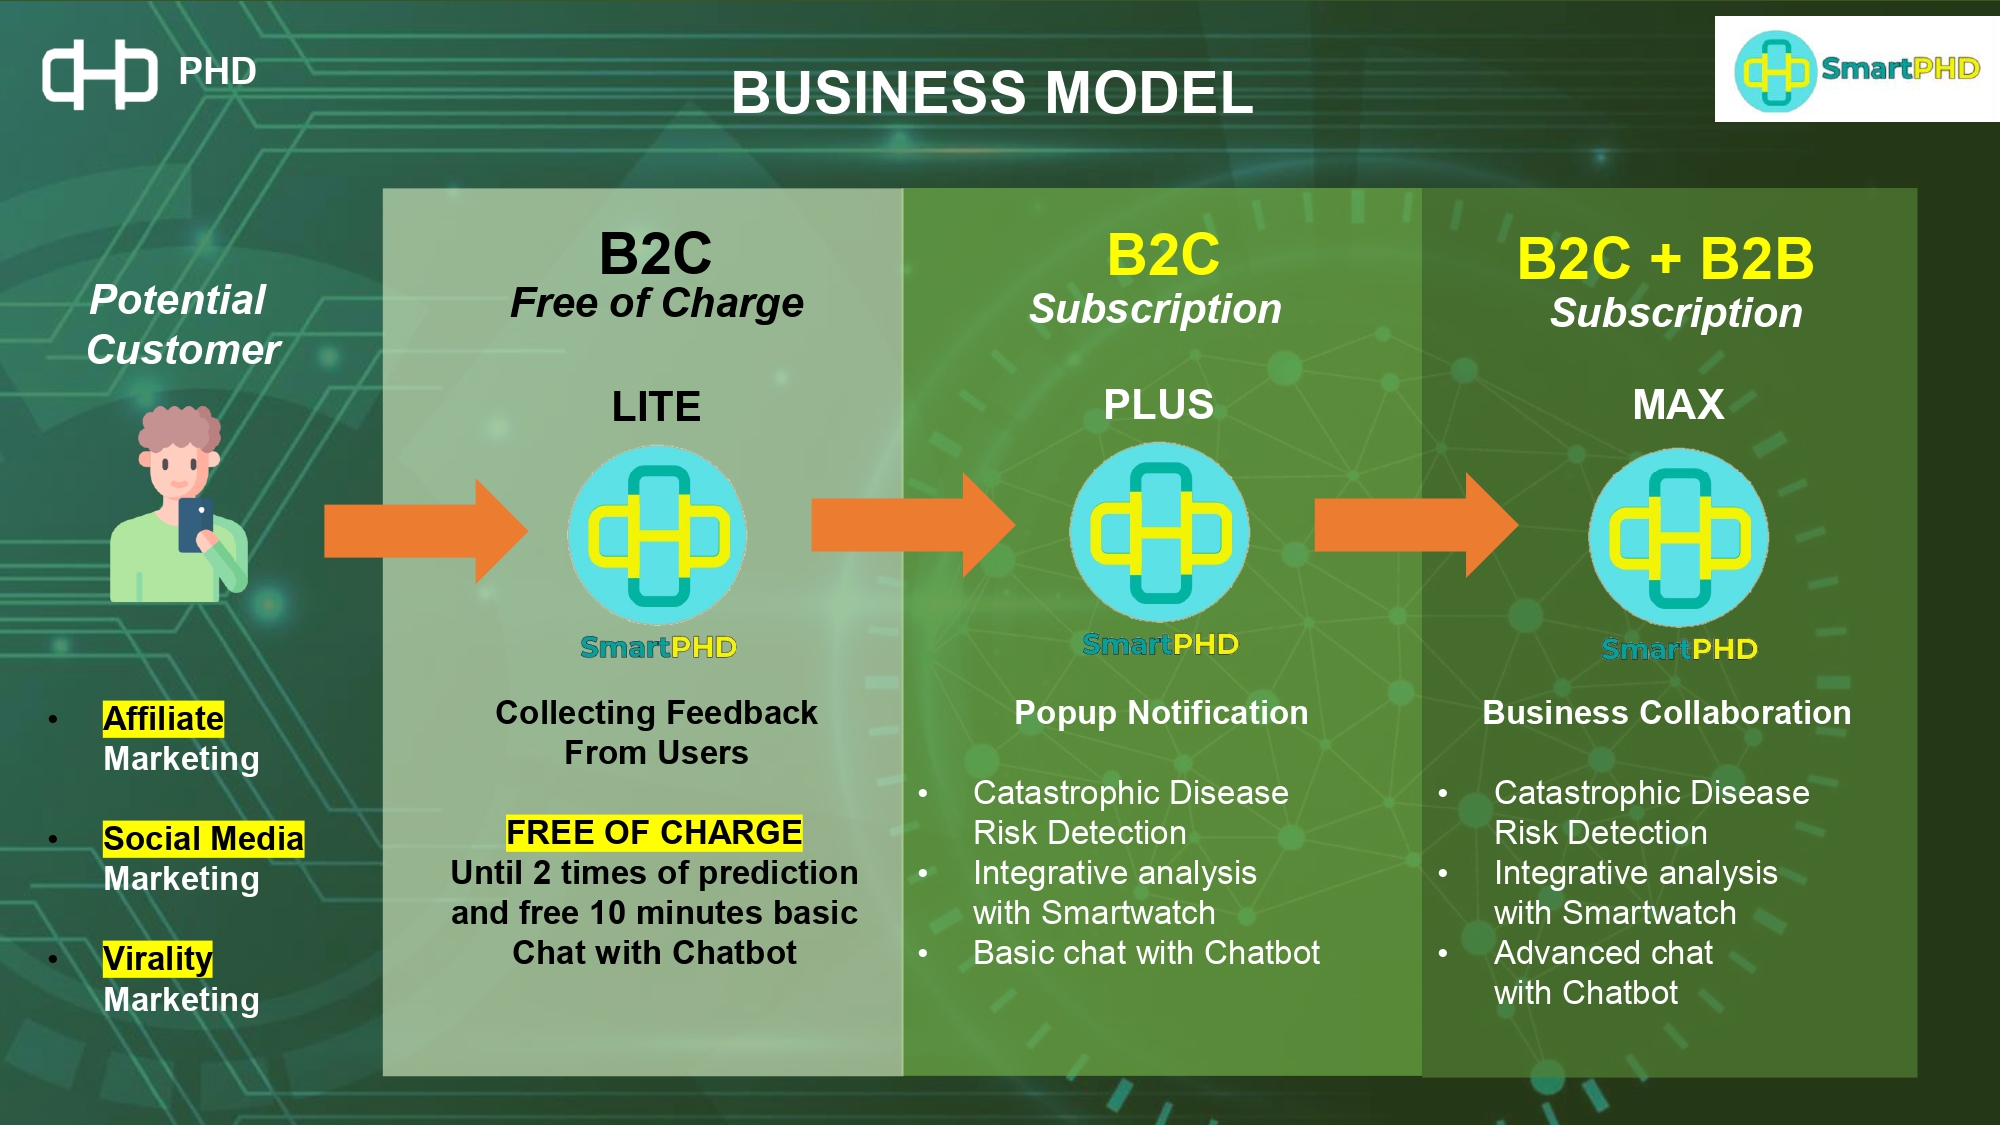 PHD
BUSINESS MODEL
SmartPHD
Potential
Customer
• Affiliate
Marketing
• Social Media
Marketing
• Virality
Marketing
B2C
Free of Charge
LITE
SmartPHD
Collecting Feedback
From Users
FREE OF CHARGE
Until 2 times of prediction
and free 10 minutes basic
Chat with Chatbot
B2C
Subscription
PLUS
SmartPHD
Popup Notification
• Catastrophic Disease
Risk Detection
• Integrative analysis
with Smartwatch
• Basic chat with Chatbot
B2C + B2B
Subscription
MAX
SmartPHD
Business Collaboration
• Catastrophic Disease
Risk Detection
• Integrative analysis
with Smartwatch
• Advanced chat
with Chatbot